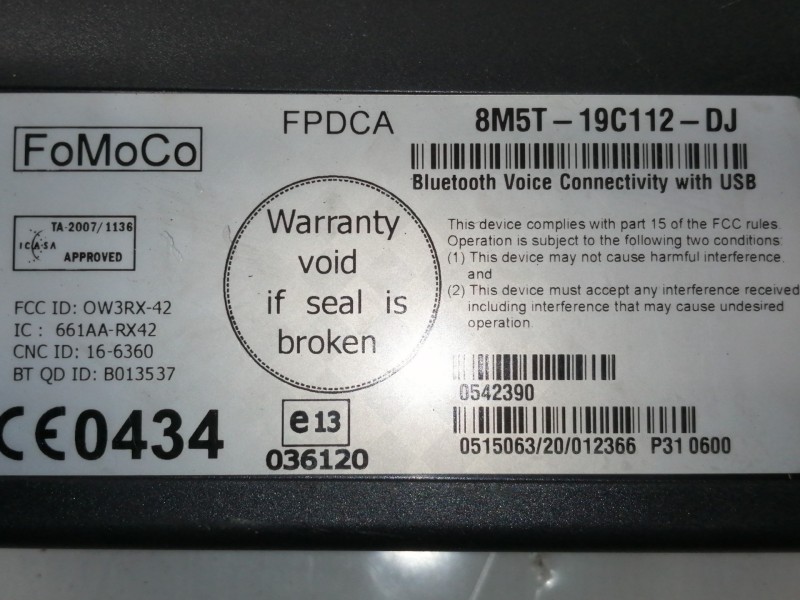 FoMoCo
FPDCA
8M5T-19C112-DJ
Bluetooth Voice Connectivity with USB
TA-2007/1136
ICASA
APPROVED
Warranty
void
if seal is
broken
This device complies with part 15 of the FCC rules.
Operation is subject to the following two conditions:
(1) This device may not cause harmful interference.
and
(2) This device must accept any interference received
including interference that may cause undesired
operation
FCC ID: OW3RX-42
IC : 661AA-RX42
CNC ID: 16-6360
BT QD ID: B013537
CE0434
e13
036120
0542390
0515063/20/012366 P31 0600